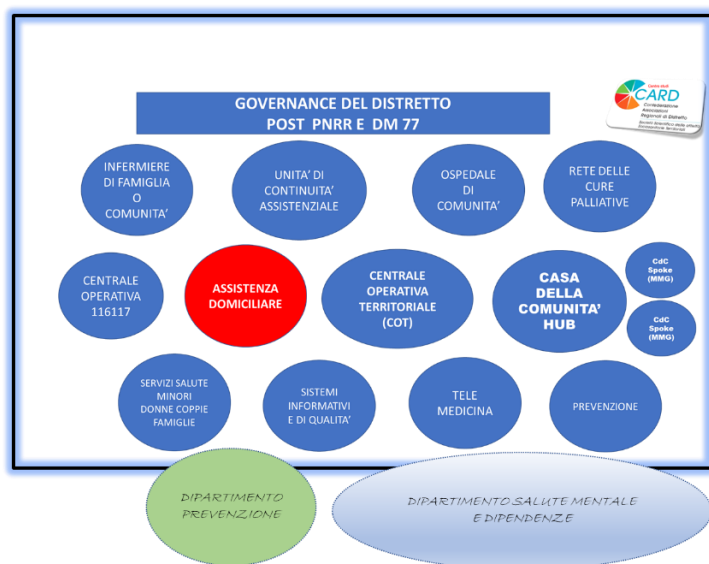 GOVERNANCE DEL DISTRETTO
POST PNRR E DM 77
CARD
Confederazione
Associazioni
Regionali di Distretto
INFERMIERE
DI FAMIGLIA
O
COMUNITA'
UNITA' DI
CONTINUITA'
ASSISTENZIALE
OSPEDALE
DI
COMUNITA'
RETE DELLE
CURE
PALLIATIVE
CENTRALE
OPERATIVA
116117
ASSISTENZA
DOMICILIARE
CENTRALE
OPERATIVA
TERRITORIALE
(COT)
CASA
DELLA
COMUNITA'
HUB
CdC
Spoke
(MMG)
CdC
Spoke
(MMG)
SERVIZI SALUTE
MINORI
DONNE COPPIE
FAMIGLIE
SISTEMI
INFORMATIVI
E DI QUALITA'
TELE
MEDICINA
PREVENZIONE
DIPARTIMENTO
PREVENZIONE
DIPARTIMENTO SALUTE MENTALE
E DIPENDENZE